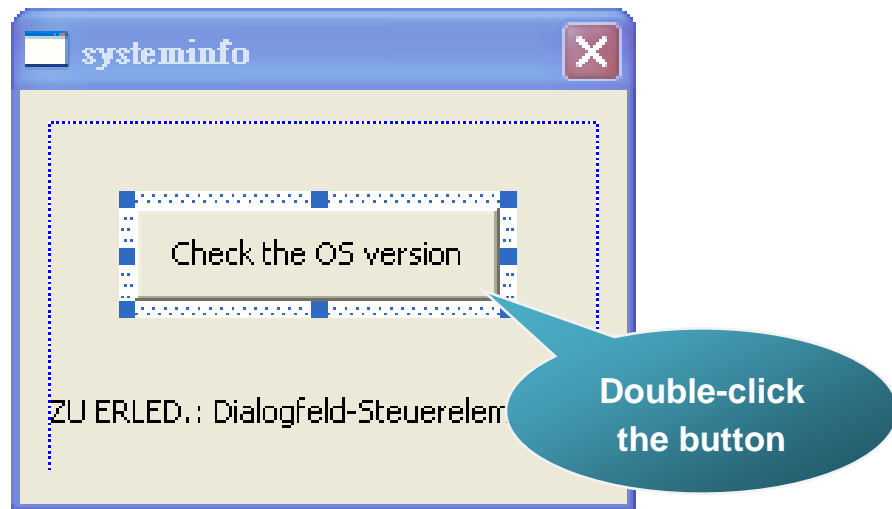 systeminfo
Check the OS version
ZU ERLED.: Dialogfeld-Steuerelem
Double-click
the button